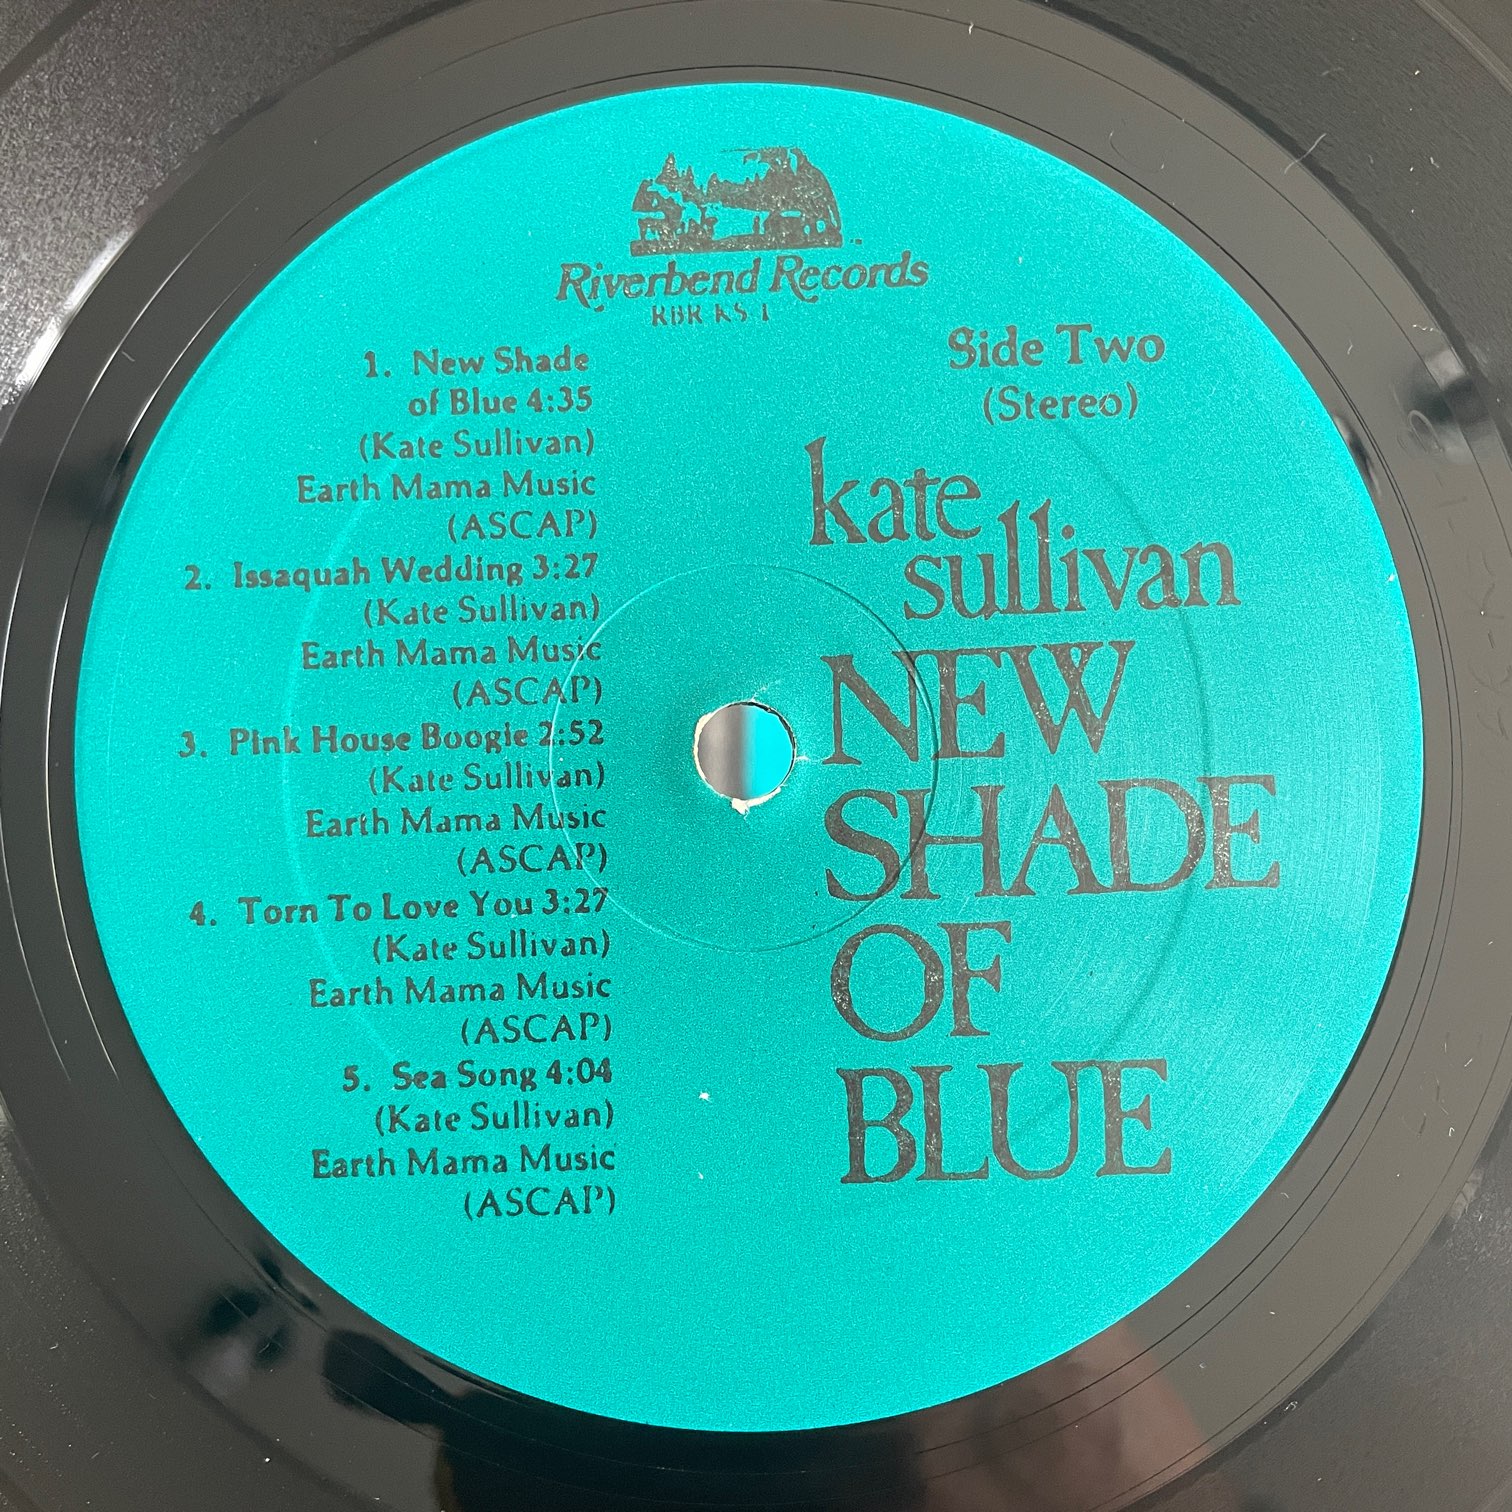 Riverbend Records
RBR KS 1
Side Two
(Stereo)
1. New Shade
of Blue 4:35
(Kate Sullivan)
Earth Mama Music
(ASCAP)
2. Issaquah Wedding 3:27
(Kate Sullivan)
Earth Mama Music
(ASCAP)
3. Pink House Boogie 2:52
(Kate Sullivan)
Earth Mama Music
(ASCAP)
4. Torn To Love You 3:27
(Kate Sullivan)
Earth Mama Music
(ASCAP)
5. Sea Song 4:04
(Kate Sullivan)
Earth Mama Music
(ASCAP)
kate
sullivan
NEW
SHADE
OF
BLUE